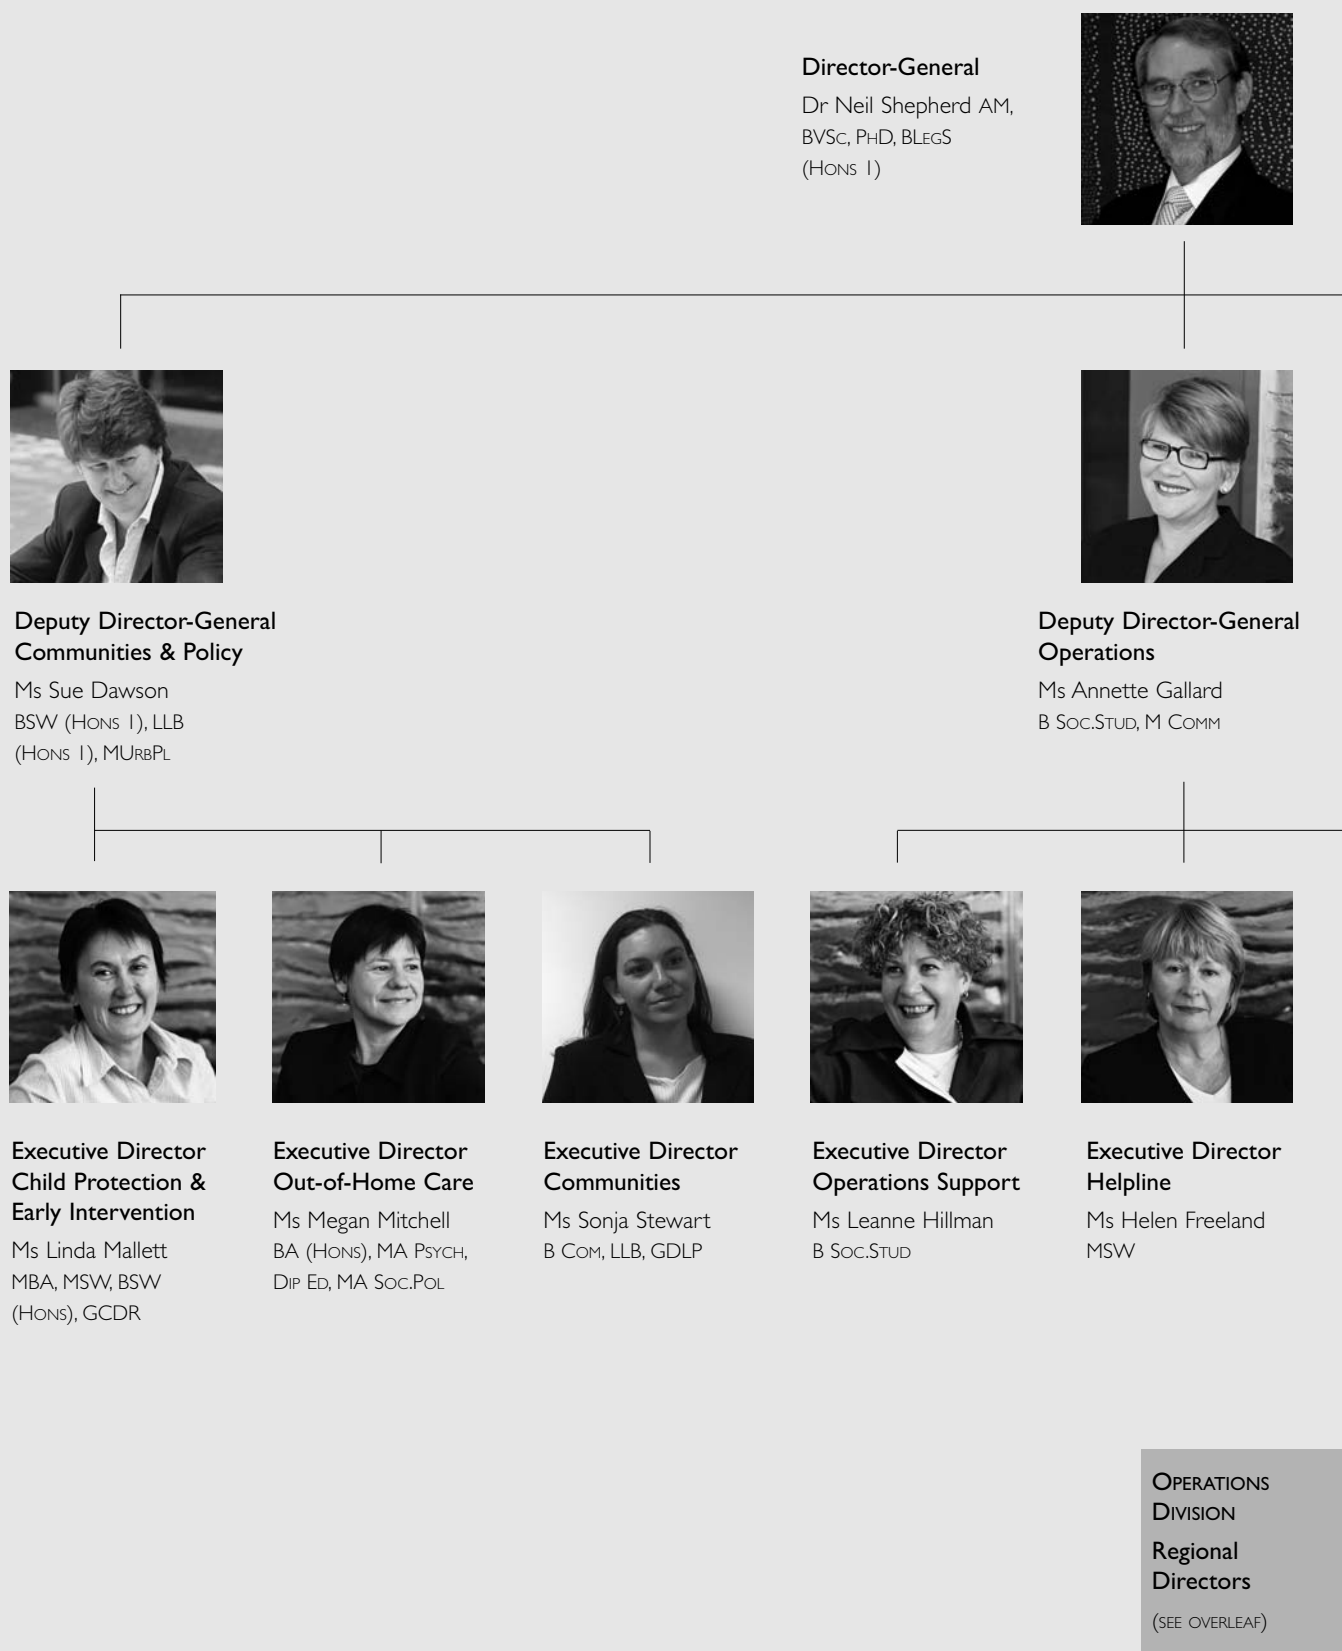 Director-General
Dr Neil Shepherd AM,
BVSc, PhD, BLegS
(Hons 1)
Deputy Director-General
Communities & Policy
Ms Sue Dawson
BSW (Hons 1), LLB
(Hons 1), MUrbPl
Deputy Director-General
Operations
Ms Annette Gallard
B Soc.Stud, M Comm
Executive Director
Child Protection &
Early Intervention
Ms Linda Mallett
MBA, MSW, BSW
(Hons), GCDR
Executive Director
Out-of-Home Care
Ms Megan Mitchell
BA (Hons), MA Psych,
Dip Ed, MA Soc.Pol
Executive Director
Communities
Ms Sonja Stewart
B Com, LLB, GDLP
Executive Director
Operations Support
Ms Leanne Hillman
B Soc.Stud
Executive Director
Helpline
Ms Helen Freeland
MSW
Operations
Division
Regional
Directors
(see overleaf)